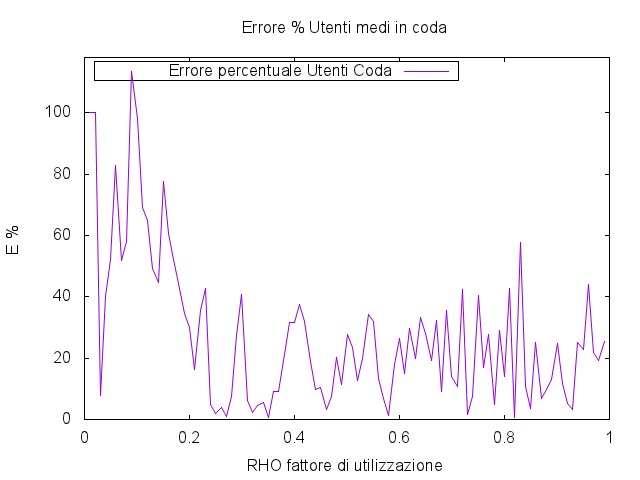 Errore % Utenti medi in coda
Errore percentuale Utenti Coda
100
80
60
40
20
0
E %
0 0.2 0.4 0.6 0.8 1
RHO fattore di utilizzazione